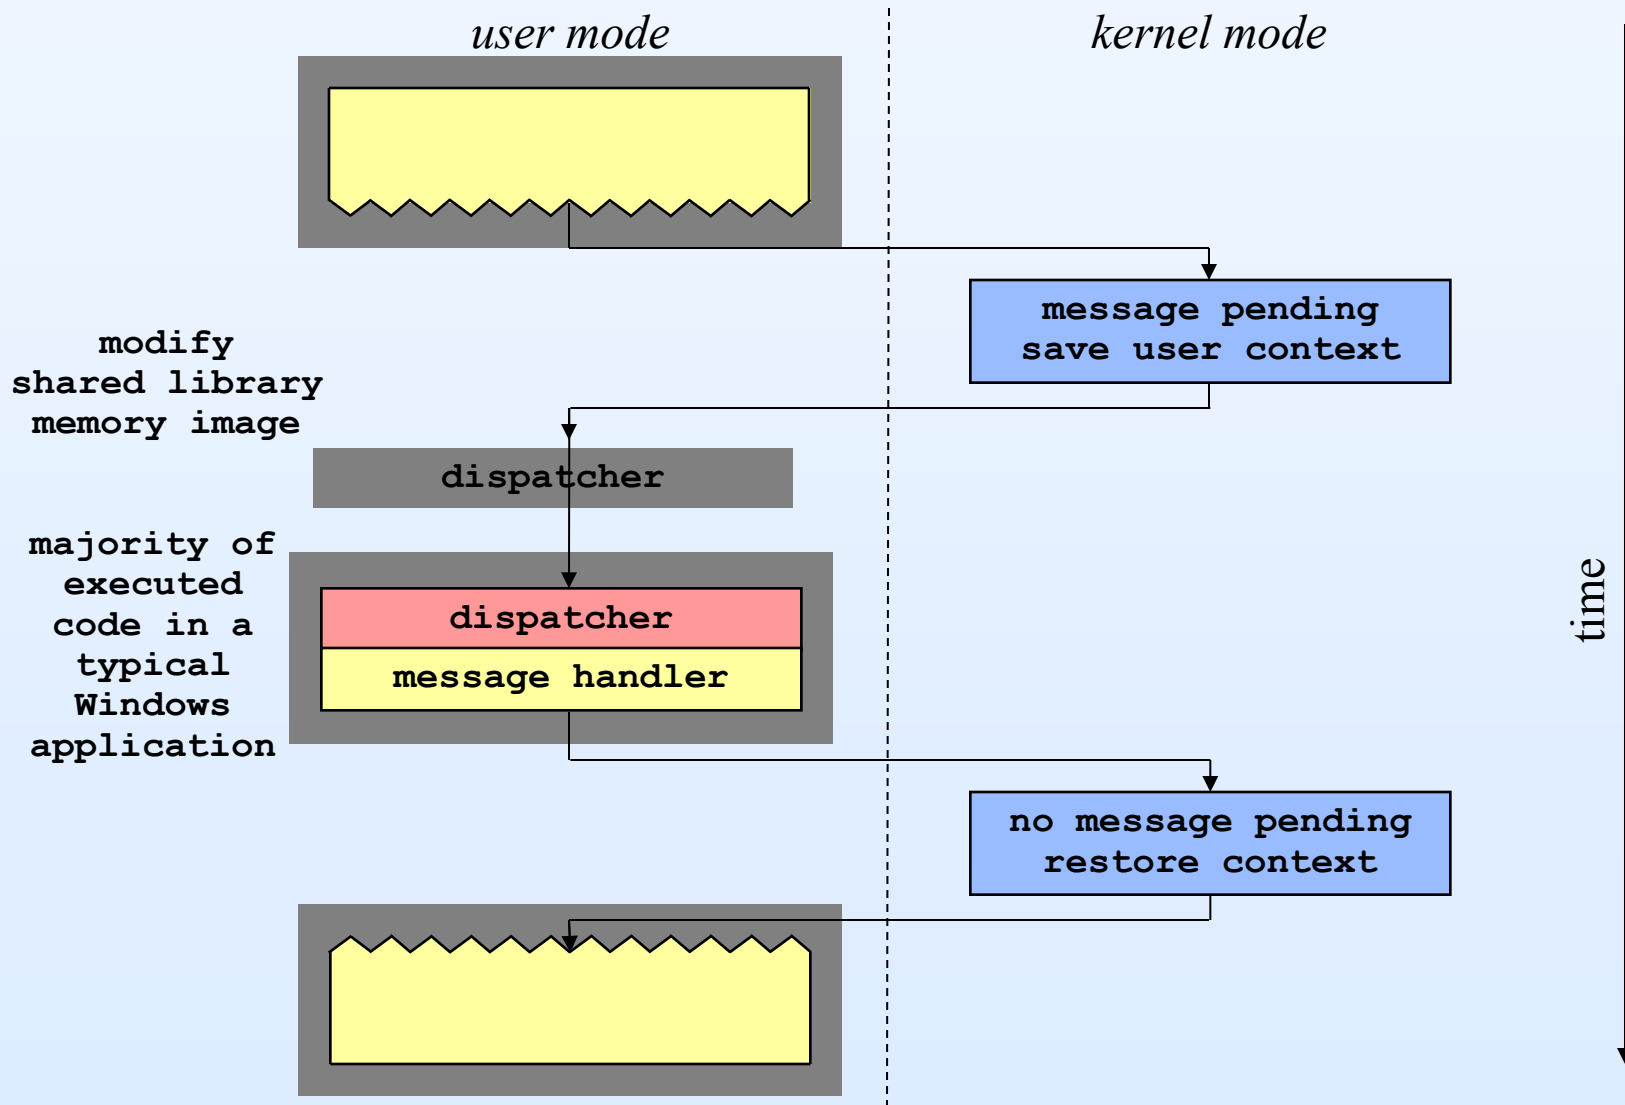 user mode
kernel mode
message pending
save user context
modify
shared library
memory image
dispatcher
majority of
executed
code in a
typical
Windows
application
dispatcher
message handler
time
no message pending
restore context